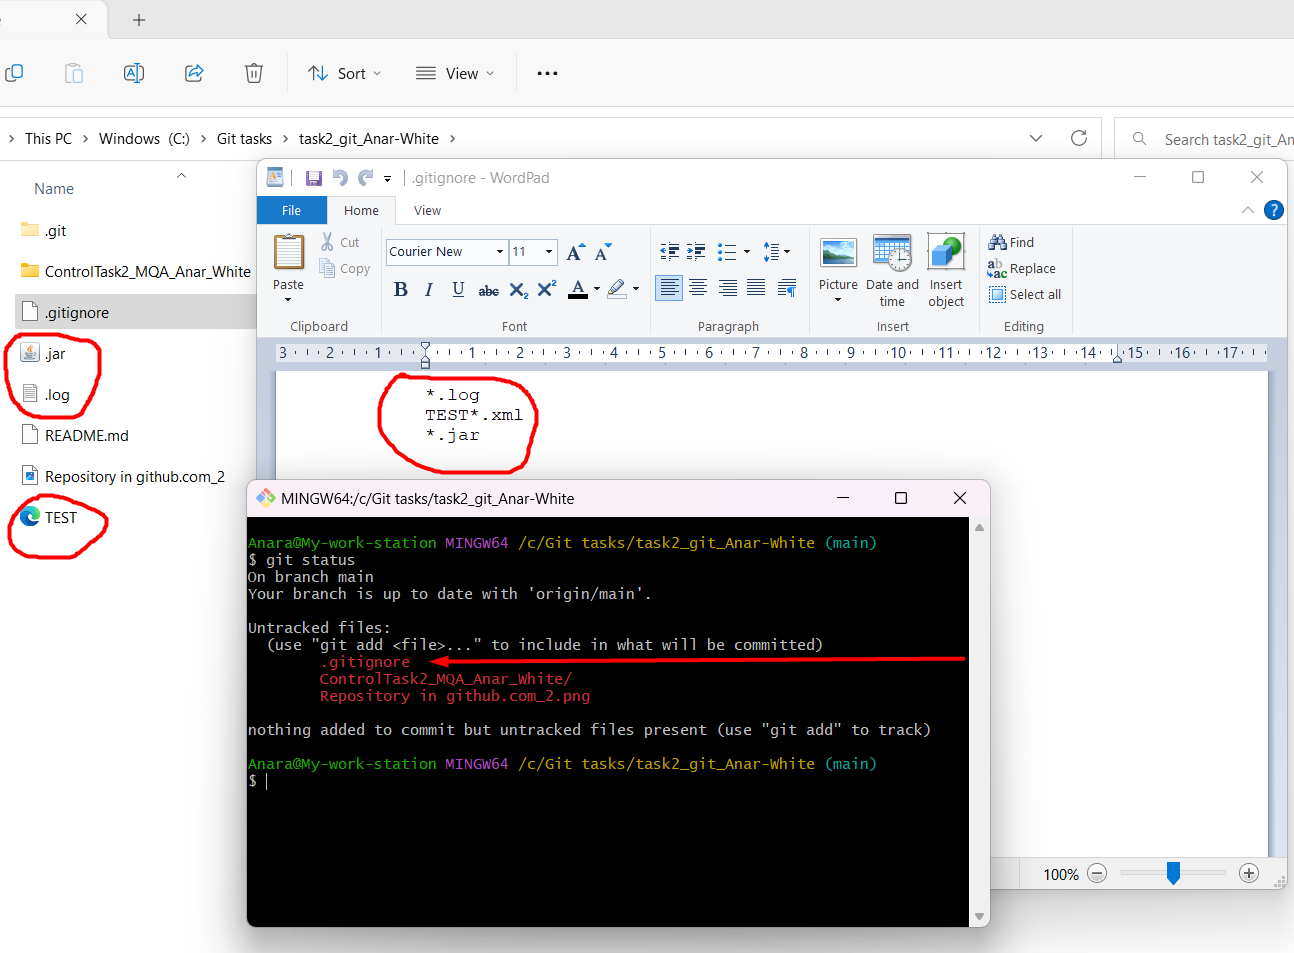 Sort
View
This PC > Windows (C:) > Git tasks > task2_git_Anar-White >
Search task2_git_An
Name
.git
ControlTask2_MQA_Anar_White
.gitignore
.jar
.log
README.md
Repository in github.com_2
TEST
.gitignore - WordPad
File Home View
Paste
Cut
Copy
Clipboard
Courier New 11
B I U abc X2 X2 A
Font
Paragraph
Picture
Date and time
Insert object
Insert
Find
Replace
Select all
Editing
3 2 1 1 2 3 4 5 6 7 8 9 10 11 12 13 14 15 16 17
*.log
TEST*.xml
*.jar
MINGW64:/c/Git tasks/task2_git_Anar-White
Anara@My-work-station MINGW64 /c/Git tasks/task2_git_Anar-White (main)
$ git status
On branch main
Your branch is up to date with 'origin/main'.
Untracked files:
(use "git add <file>..." to include in what will be committed)
.gitignore
ControlTask2_MQA_Anar_White/
Repository in github.com_2.png
nothing added to commit but untracked files present (use "git add" to track)
Anara@My-work-station MINGW64 /c/Git tasks/task2_git_Anar-White (main)
$
100%